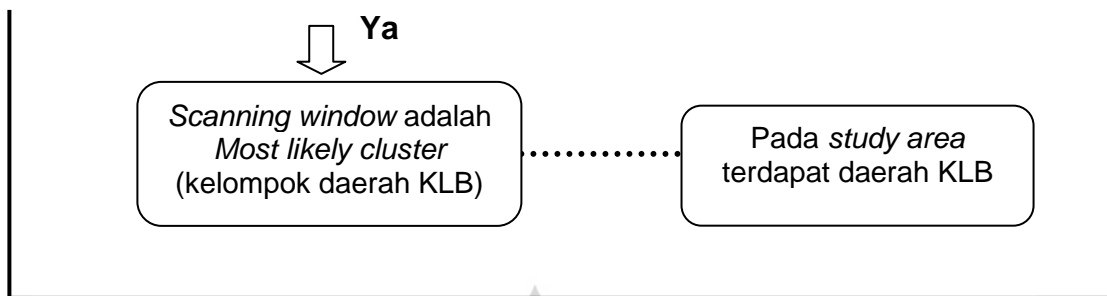 Ya
Scanning window adalah
Most likely cluster
(kelompok daerah KLB)
Pada study area
terdapat daerah KLB